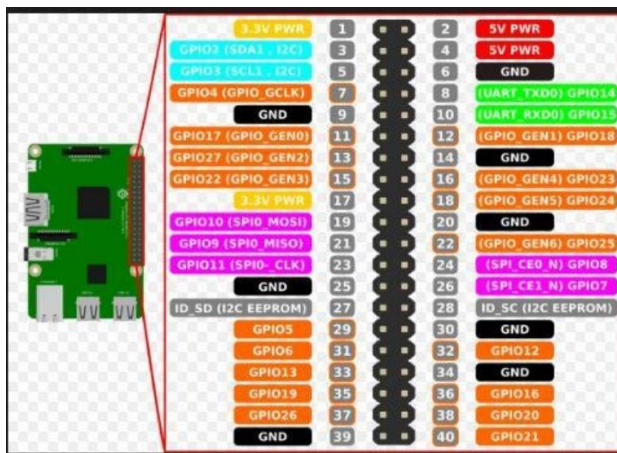 3.3V PWR 1 2 5V PWR
GPIO2 (SDA1 , I2C) 3 4 5V PWR
GPIO3 (SCL1 , I2C) 5 6 GND
GPIO4 (GPIO_GCLK) 7 8 (UART_TXD0) GPIO14
GND 9 10 (UART_RXD0) GPIO15
GPIO17 (GPIO_GEN0) 11 12 (GPIO_GEN1) GPIO18
GPIO27 (GPIO_GEN2) 13 14 GND
GPIO22 (GPIO_GEN3) 15 16 (GPIO_GEN4) GPIO23
3.3V PWR 17 18 (GPIO_GEN5) GPIO24
GPIO10 (SPI0_MOSI) 19 20 GND
GPIO9 (SPI0_MISO) 21 22 (GPIO_GEN6) GPIO25
GPIO11 (SPI0-_CLK) 23 24 (SPI_CE0_N) GPIO8
GND 25 26 (SPI_CE1_N) GPIO7
ID_SD (I2C EEPROM) 27 28 ID_SC (I2C EEPROM)
GPIO5 29 30 GND
GPIO6 31 32 GPIO12
GPIO13 33 34 GND
GPIO19 35 36 GPIO16
GPIO26 37 38 GPIO20
GND 39 40 GPIO21